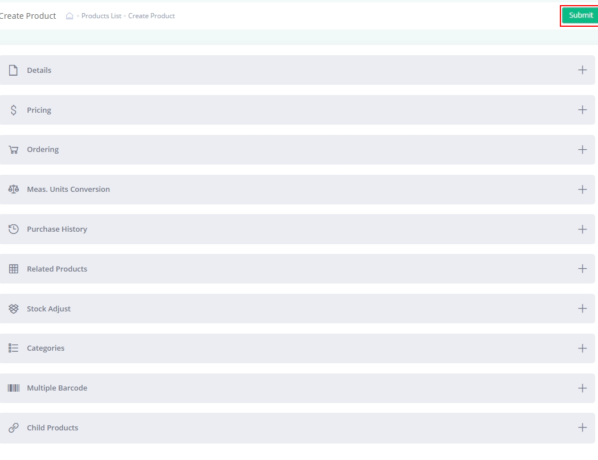 Create Product Products List - Create Product Submit
Details
Pricing
Ordering
Meas. Units Conversion
Purchase History
Related Products
Stock Adjust
Categories
Multiple Barcode
Child Products